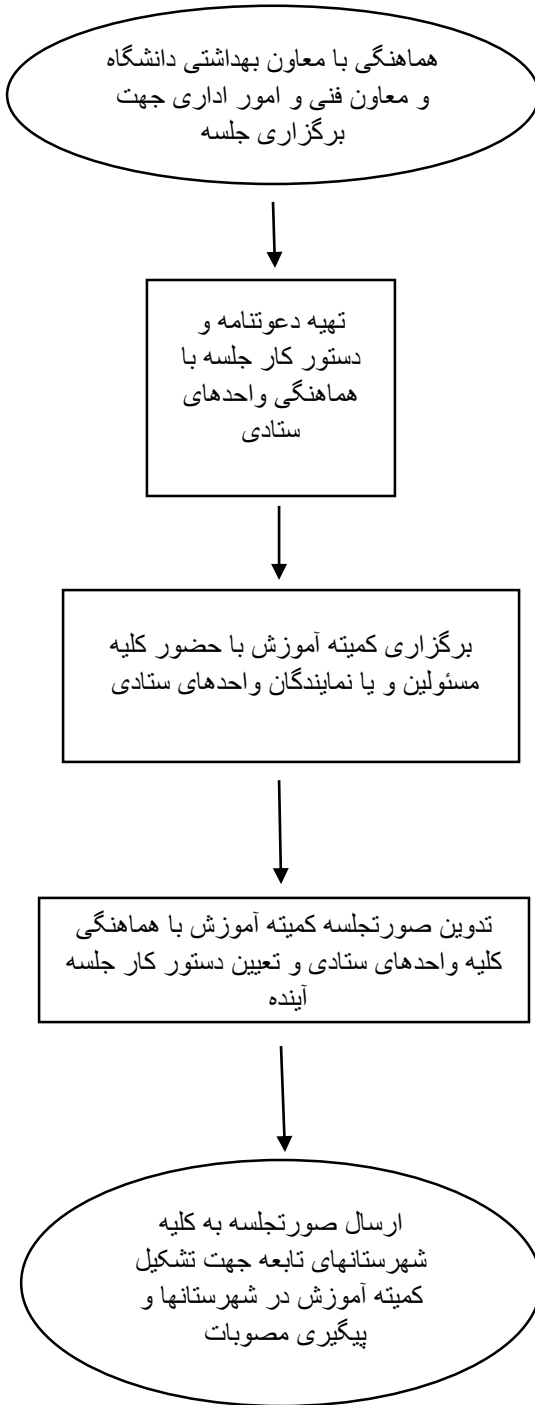 هماهنگی با معاون بهداشتی دانشگاه
و معاون فنی و امور اداری جهت
برگزاری جلسه
تهیه دعوتنامه و
دستور کار جلسه با
هماهنگی واحدهای
ستادی
برگزاری کمیته آموزش با حضور کلیه
مسئولین و یا نمایندگان واحدهای ستادی
تدوین صورتجلسه کمیته آموزش با هماهنگی
کلیه واحدهای ستادی و تعیین دستور کار جلسه
آینده
ارسال صورتجلسه به کلیه
شهرستانهای تابعه جهت تشکیل
کمیته آموزش در شهرستانها و
پیگیری مصوبات